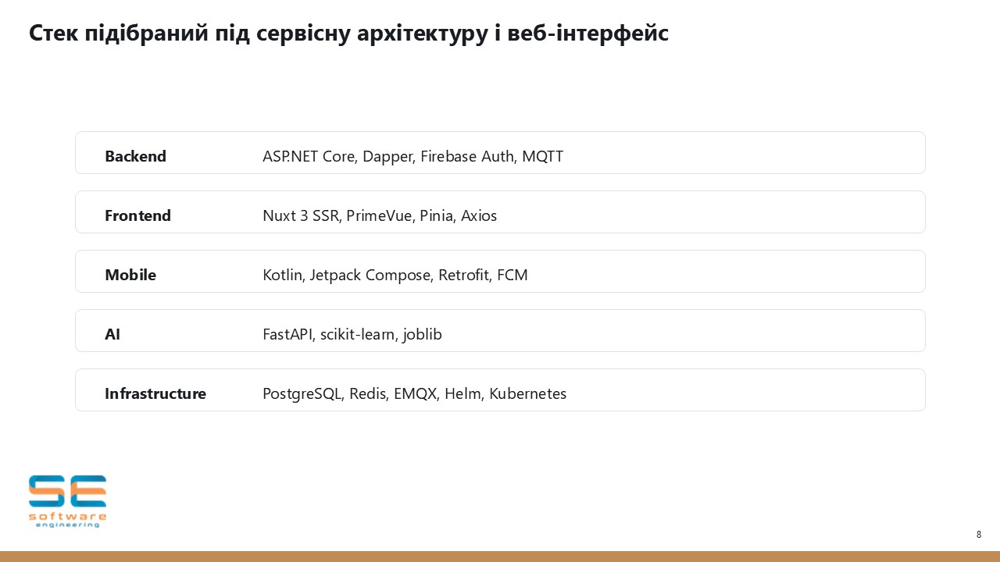 Стек підібраний під сервісну архітектуру і веб-інтерфейс
Backend ASP.NET Core, Dapper, Firebase Auth, MQTT
Frontend Nuxt 3 SSR, PrimeVue, Pinia, Axios
Mobile Kotlin, Jetpack Compose, Retrofit, FCM
AI FastAPI, scikit-learn, joblib
Infrastructure PostgreSQL, Redis, EMQX, Helm, Kubernetes
SE
software
engineering
8